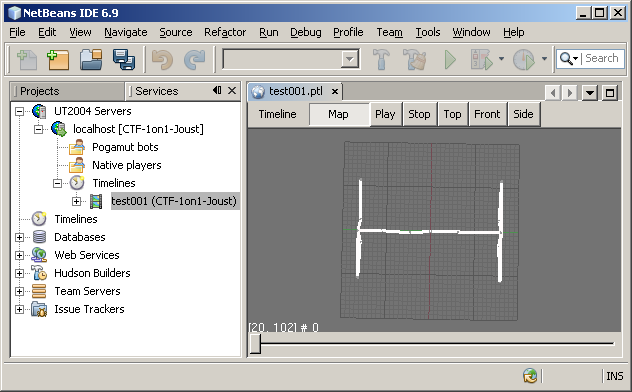 NetBeans IDE 6.9
File Edit View Navigate Source Refactor Run Debug Profile Team Tools Window Help
Search
Projects Services test001.ptl
UT2004 Servers
Timeline Map Play Stop Top Front Side
localhost [CTF-1on1-Joust]
Pogamut bots
Native players
Timelines
test001 (CTF-1on1-Joust)
Timelines
Databases
Web Services
Hudson Builders
Team Servers
Issue Trackers
[20, 102] # 0
INS